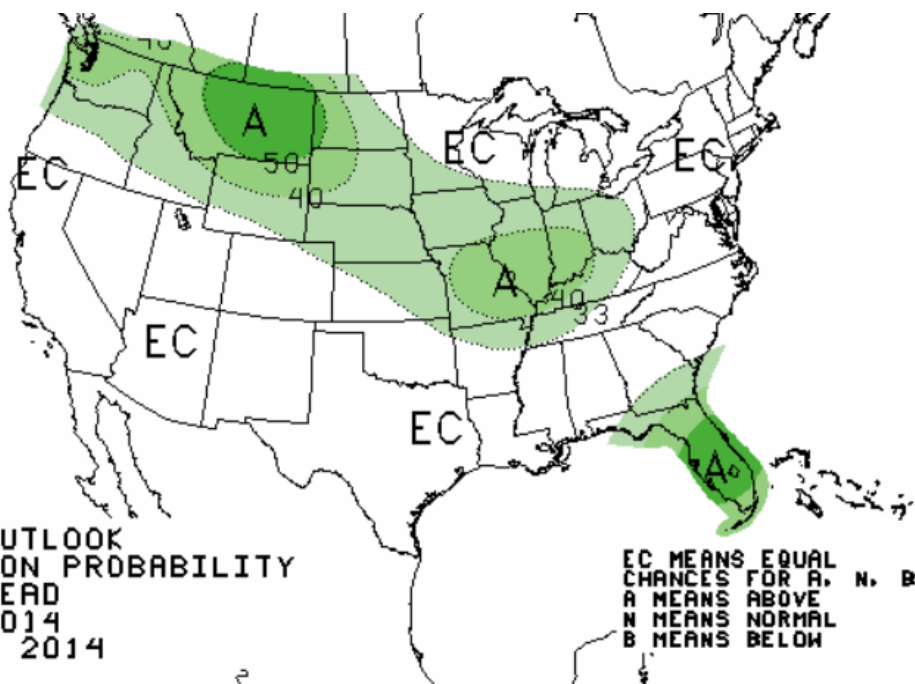 40
A
EC
EC
50
EC
40
A
40
33
EC
EC
A
UTLOOK
ON PROBABILITY
EAD
014
2014
EC MEANS EQUAL
CHANCES FOR A, N, B
A MEANS ABOVE
N MEANS NORMAL
B MEANS BELOW